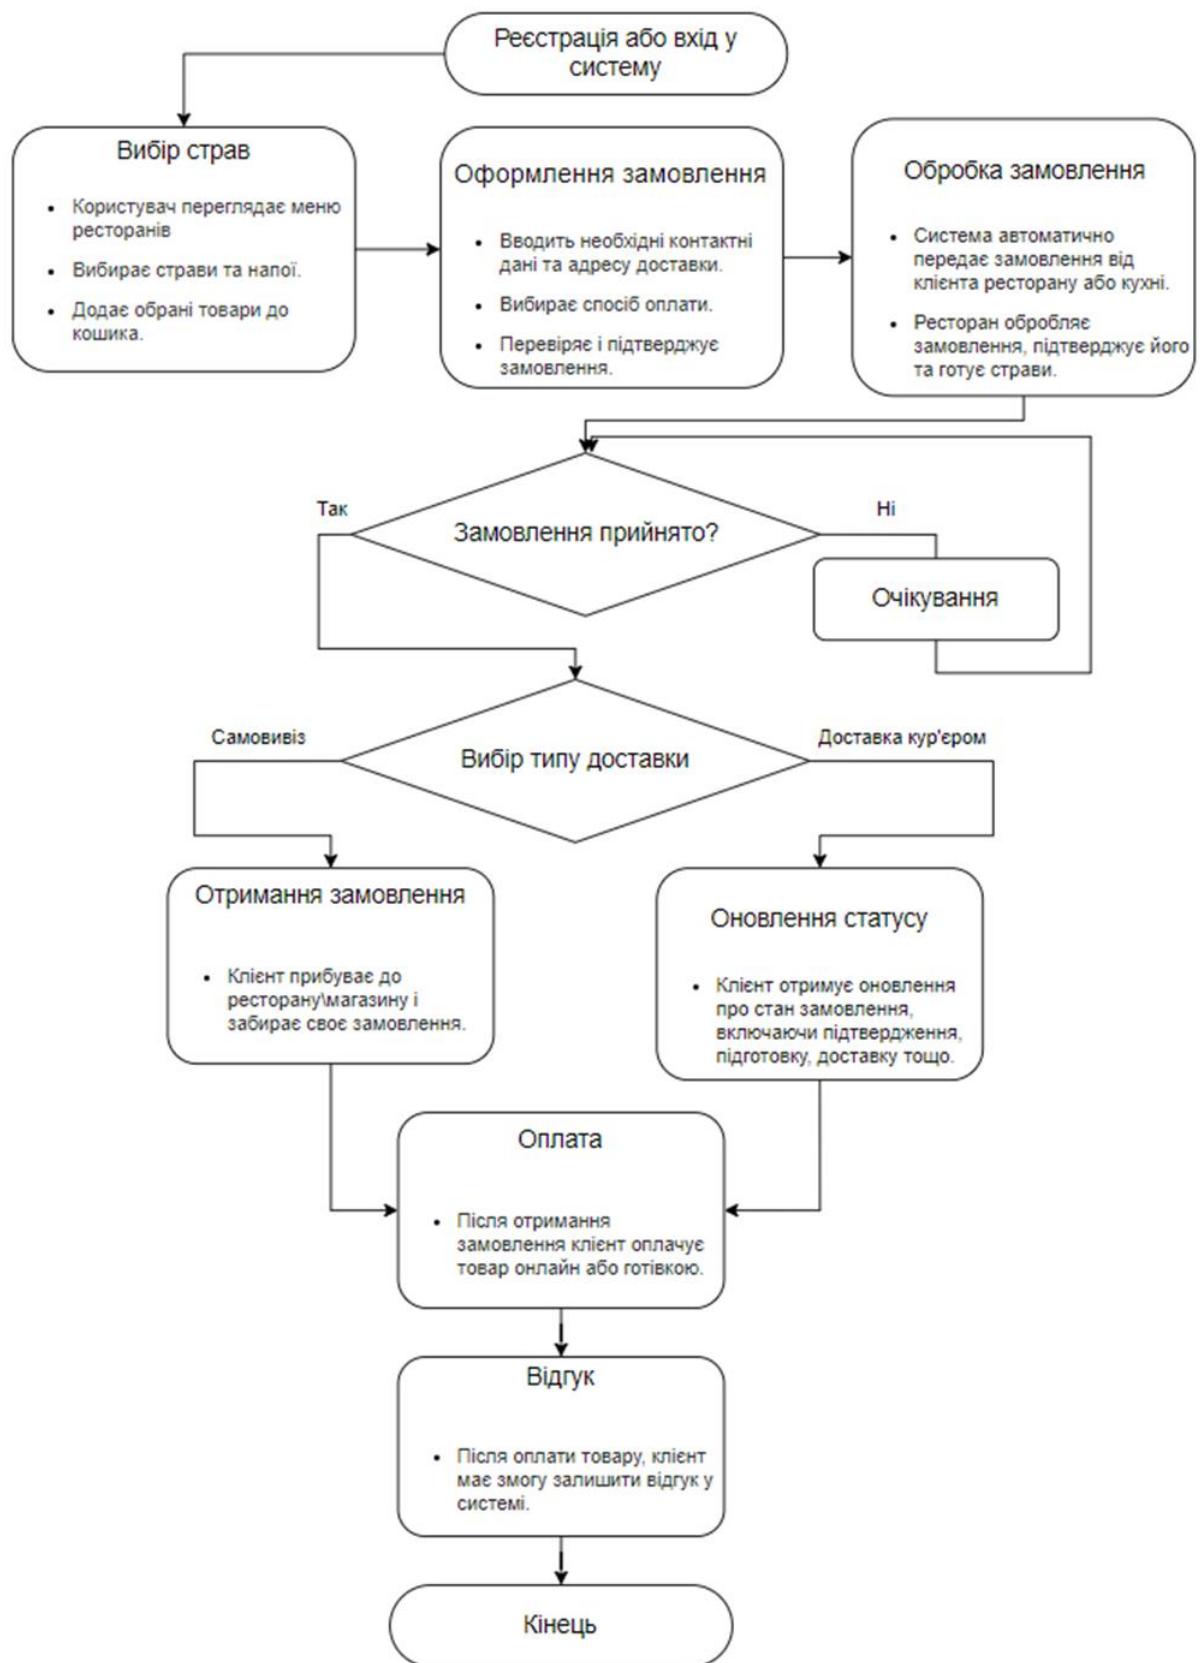 Реєстрація або вхід у
систему
Вибір страв
• Користувач переглядає меню
ресторанів
• Вибирає страви та напої.
• Додає обрані товари до
кошика.
Оформлення замовлення
• Вводить необхідні контактні
дані та адресу доставки.
• Вибирає спосіб оплати.
• Перевіряє і підтверджує
замовлення.
Обробка замовлення
• Система автоматично
передає замовлення від
клієнта ресторану або кухні.
• Ресторан обробляє
замовлення, підтверджує його
та готує страви.
Так
Замовлення прийнято?
Ні
Очікування
Самовивіз
Вибір типу доставки
Доставка кур'єром
Отримання замовлення
• Клієнт прибуває до
ресторану\магазину і
забирає своє замовлення.
Оновлення статусу
• Клієнт отримує оновлення
про стан замовлення,
включаючи підтвердження,
підготовку, доставку тощо.
Оплата
• Після отримання
замовлення клієнт оплачує
товар онлайн або готівкою.
Відгук
• Після оплати товару, клієнт
має змогу залишити відгук у
системі.
Кінець